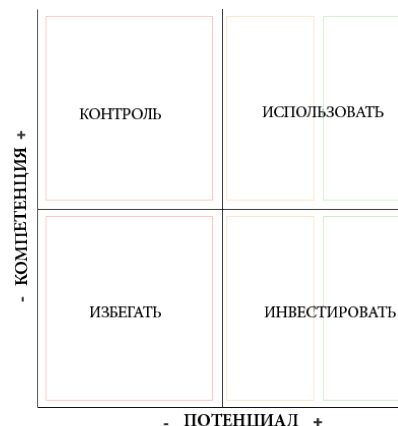 КОНТРОЛЬ
ИСПОЛЬЗОВАТЬ
- КОМПЕТЕНЦИЯ +
ИЗБЕГАТЬ
ИНВЕСТИРОВАТЬ
- ПОТЕНЦИАЛ +